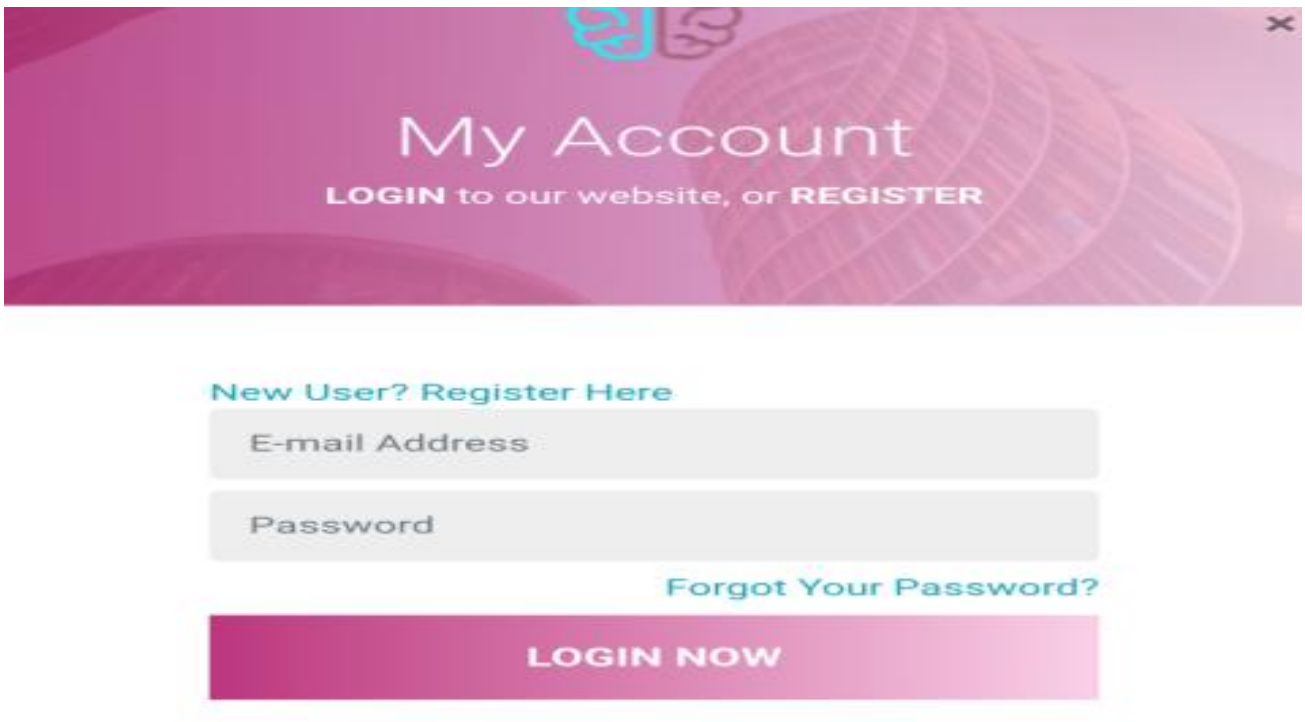 My Account
LOGIN to our website, or REGISTER
New User? Register Here
E-mail Address
Password
Forgot Your Password?
LOGIN NOW